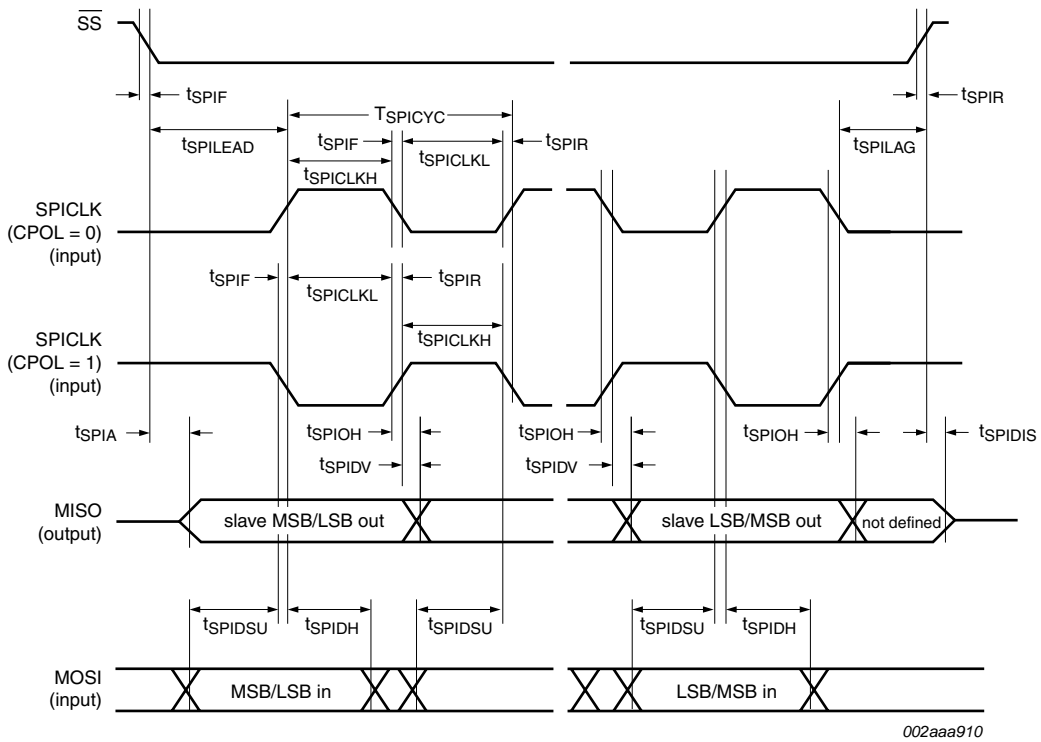 SS
tSPIF
tSPIR
TSPICYC
tSPILEAD
tSPIF
tSPICLKL
tSPIR
tSPILAG
tSPICLKH
SPICLK
(CPOL = 0)
(input)
tSPIF
tSPICLKL
tSPIR
SPICLK
(CPOL = 1)
(input)
tSPICLKH
tSPIA
tSPIOH
tSPIOH
tSPIOH
tSPIDIS
tSPIDV
tSPIDV
MISO
(output)
slave MSB/LSB out
slave LSB/MSB out
not defined
tSPIDSU
tSPIDH
tSPIDSU
tSPIDSU
tSPIDH
MOSI
(input)
MSB/LSB in
LSB/MSB in
002aaa910